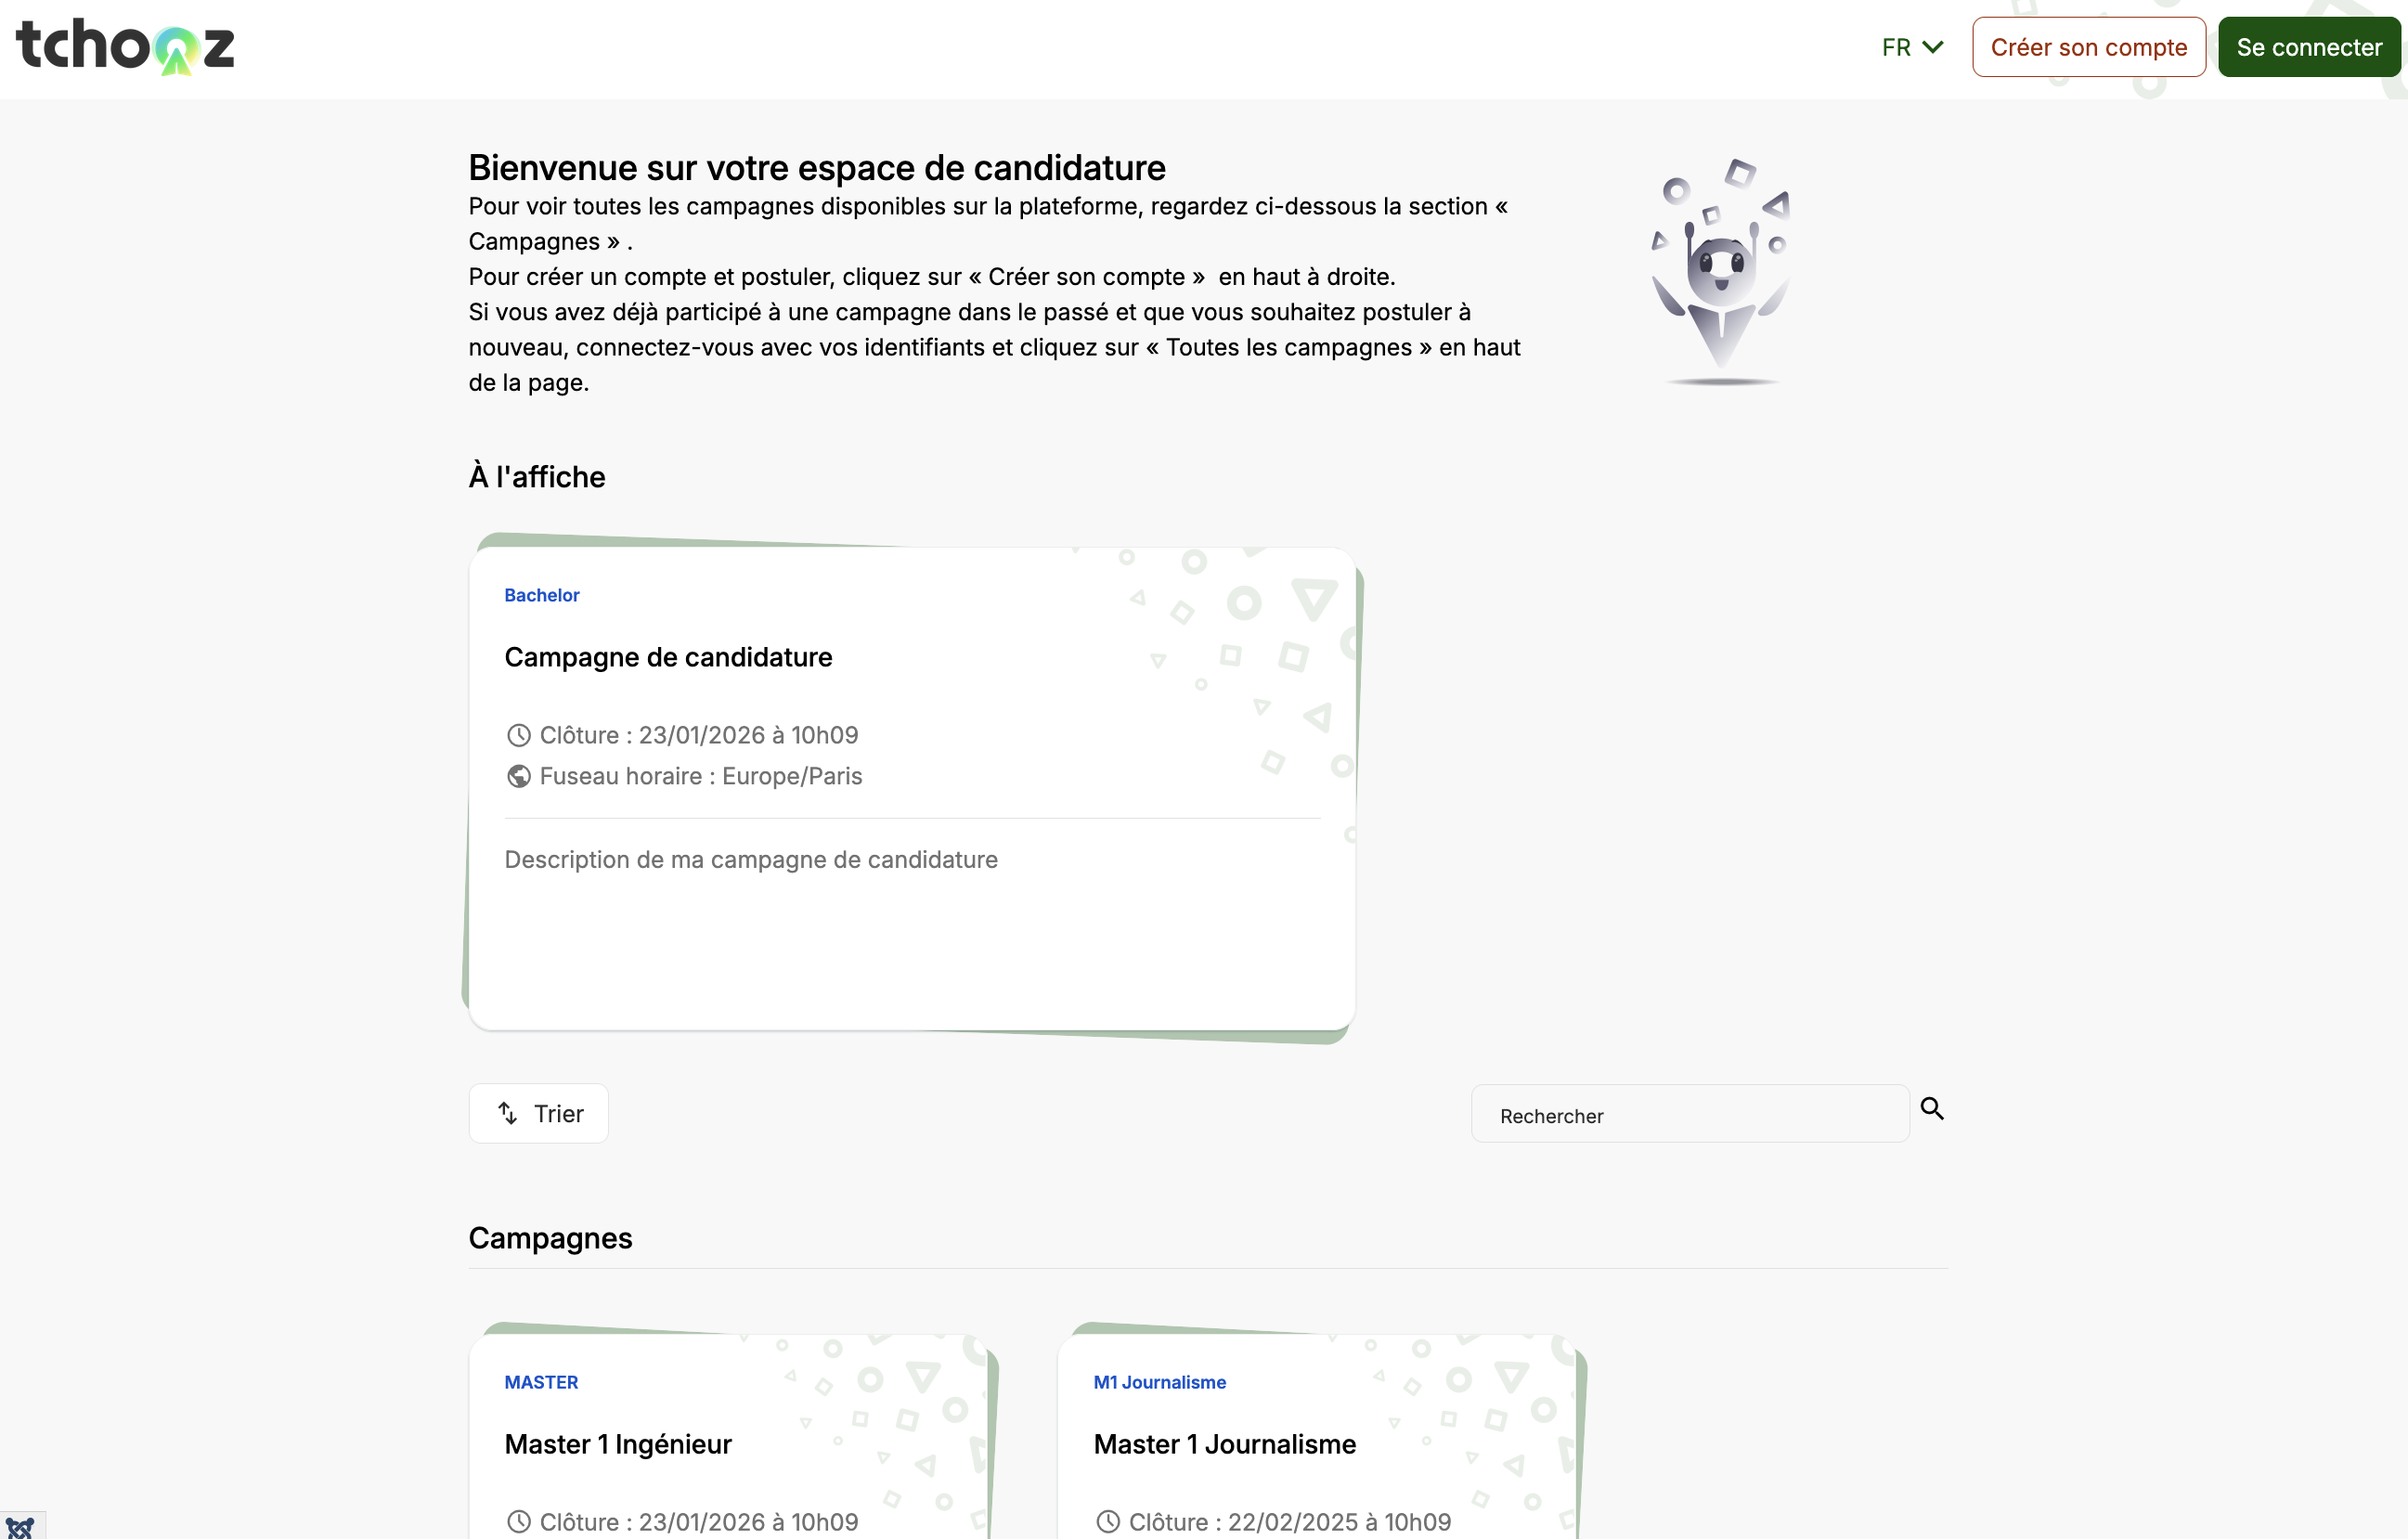 tchooz
FR
Créer son compte
Se connecter
Bienvenue sur votre espace de candidature
Pour voir toutes les campagnes disponibles sur la plateforme, regardez ci-dessous la section «
Campagnes » .
Pour créer un compte et postuler, cliquez sur « Créer son compte »  en haut à droite.
Si vous avez déjà participé à une campagne dans le passé et que vous souhaitez postuler à
nouveau, connectez-vous avec vos identifiants et cliquez sur « Toutes les campagnes » en haut
de la page.
À l'affiche
Bachelor
Campagne de candidature
Clôture : 23/01/2026 à 10h09
Fuseau horaire : Europe/Paris
Description de ma campagne de candidature
Trier
Rechercher
Campagnes
MASTER
Master 1 Ingénieur
Clôture : 23/01/2026 à 10h09
M1 Journalisme
Master 1 Journalisme
Clôture : 22/02/2025 à 10h09